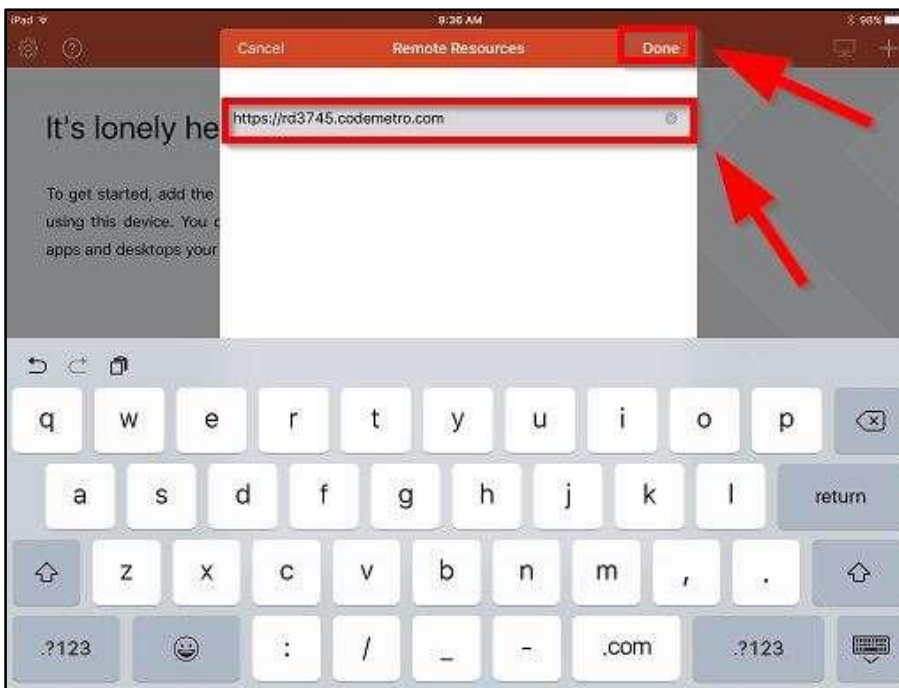 iPad
9:36 AM
98%
Cancel
Remote Resources
Done
https://rd3745.codemetro.com
It's lonely he
To get started, add the
using this device. You c
apps and desktops your
q w e r t y u i o p
a s d f g h j k l return
z x c v b n m , .
.?123 : / _ - .com .?123